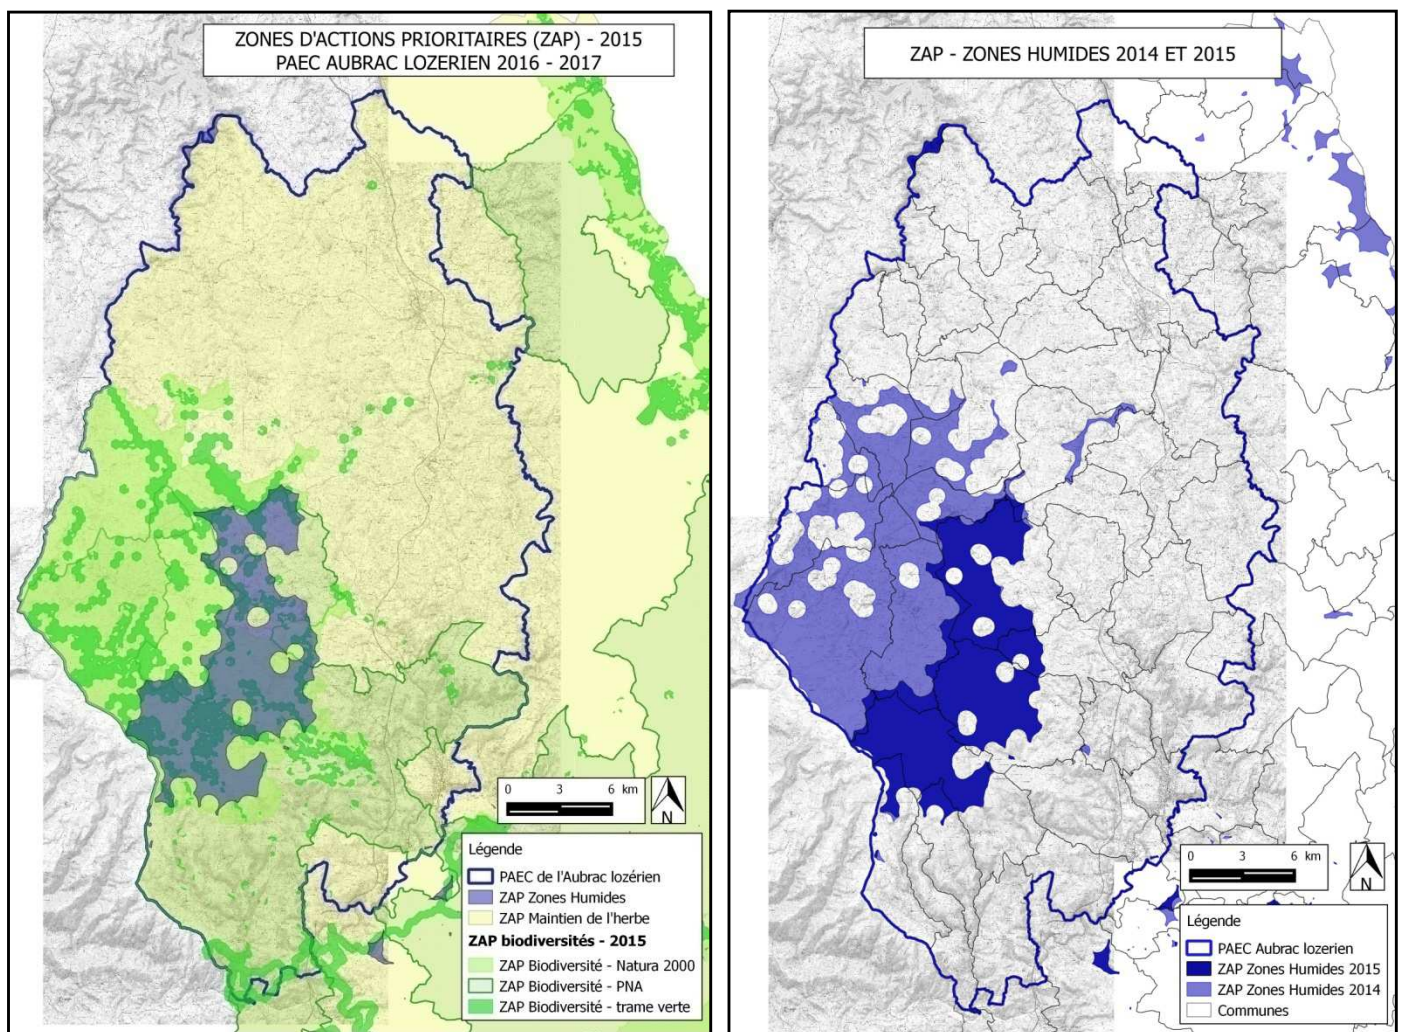 ZONES D'ACTIONS PRIORITAIRES (ZAP) - 2015
PAEC AUBRAC LOZERIEN 2016 - 2017
0 3 6 km
N
Légende
PAEC de l'Aubrac lozérien
ZAP Zones Humides
ZAP Maintien de l'herbe
ZAP biodiversités - 2015
ZAP Biodiversité - Natura 2000
ZAP Biodiversité - PNA
ZAP Biodiversité - trame verte
ZAP - ZONES HUMIDES 2014 ET 2015
0 3 6 km
N
Légende
PAEC Aubrac lozerien
ZAP Zones Humides 2015
ZAP Zones Humides 2014
Communes